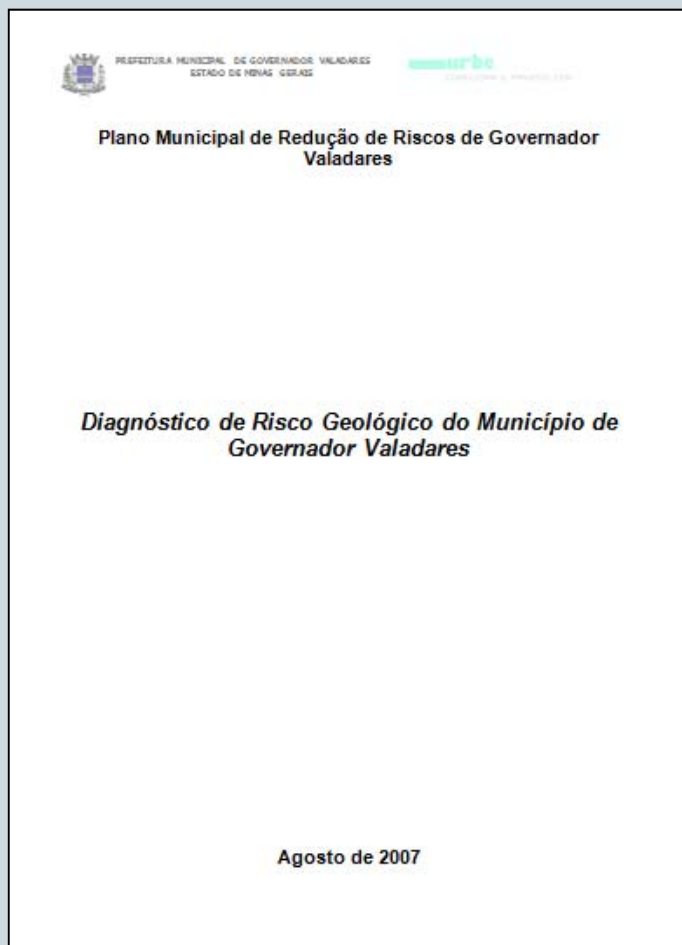 PREFEITURA MUNICIPAL DE GOVERNADOR VALADARES
ESTADO DE MINAS GERAIS
urbe
Plano Municipal de Redução de Riscos de Governador
Valadares
Diagnóstico de Risco Geológico do Município de
Governador Valadares
Agosto de 2007